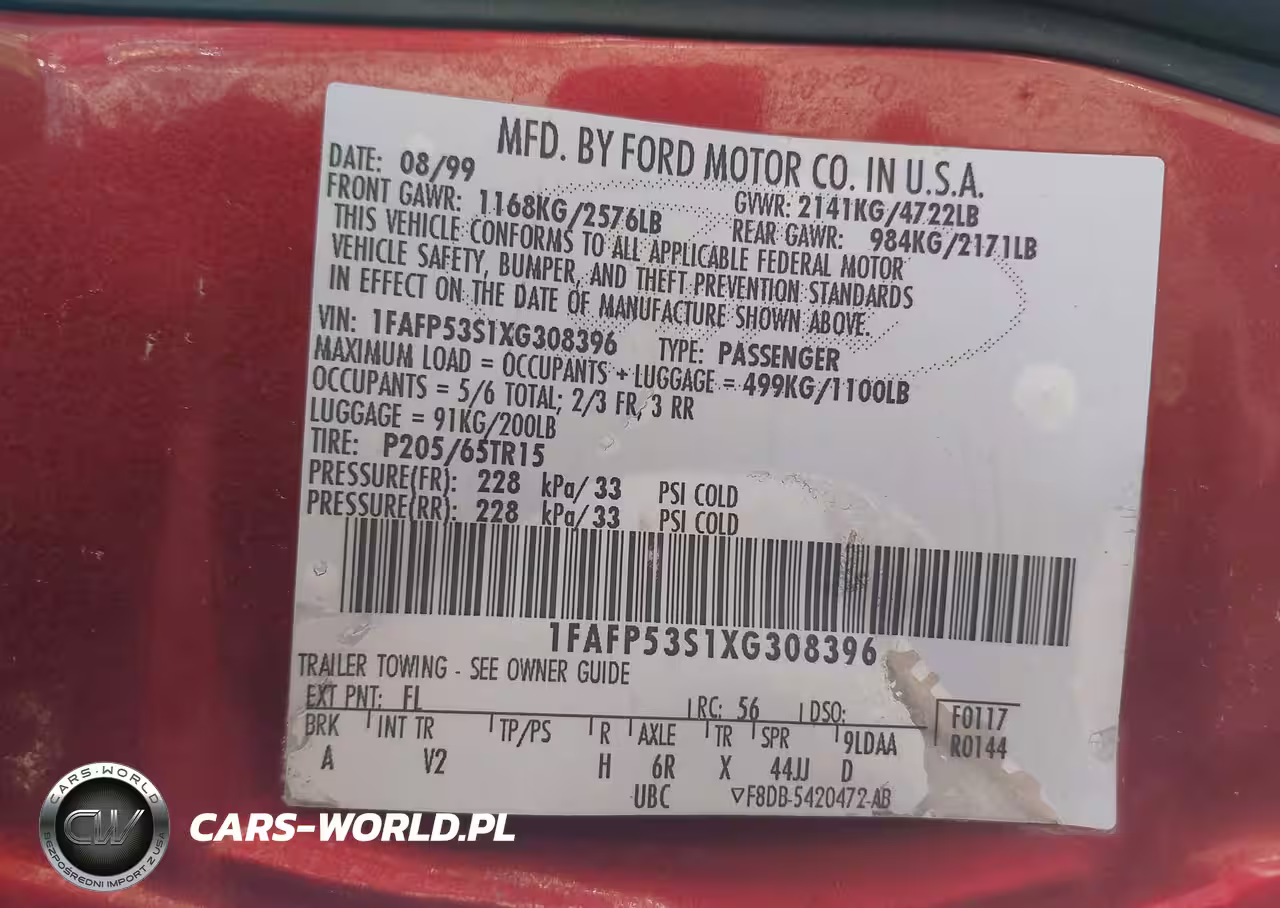 MFD. BY FORD MOTOR CO. IN U.S.A.
DATE: 08/99 GVWR: 2141KG/4722LB
FRONT GAWR: 1168KG/2576LB REAR GAWR: 984KG/2171LB
THIS VEHICLE CONFORMS TO ALL APPLICABLE FEDERAL MOTOR
VEHICLE SAFETY, BUMPER, AND THEFT PREVENTION STANDARDS
IN EFFECT ON THE DATE OF MANUFACTURE SHOWN ABOVE.
VIN: 1FAFP53S1XG308396 TYPE: PASSENGER
MAXIMUM LOAD = OCCUPANTS + LUGGAGE = 499KG/1100LB
OCCUPANTS = 5/6 TOTAL; 2/3 FR, 3 RR
LUGGAGE = 91KG/200LB
TIRE: P205/65TR15
PRESSURE(FR): 228 kPa/33 PSI COLD
PRESSURE(RR): 228 kPa/33 PSI COLD
1FAFP53S1XG308396
TRAILER TOWING - SEE OWNER GUIDE
EXT PNT: FL RC: 56 DSO: F0117
BRK INT TR TP/PS R AXLE TR SPR 9LDAA R0144
A V2 H 6R X 44JJ D
UBC ▽F8DB-5420472-AB
CARS-WORLD
CW
BEZPOŚREDNI IMPORT Z USA
CARS-WORLD.PL